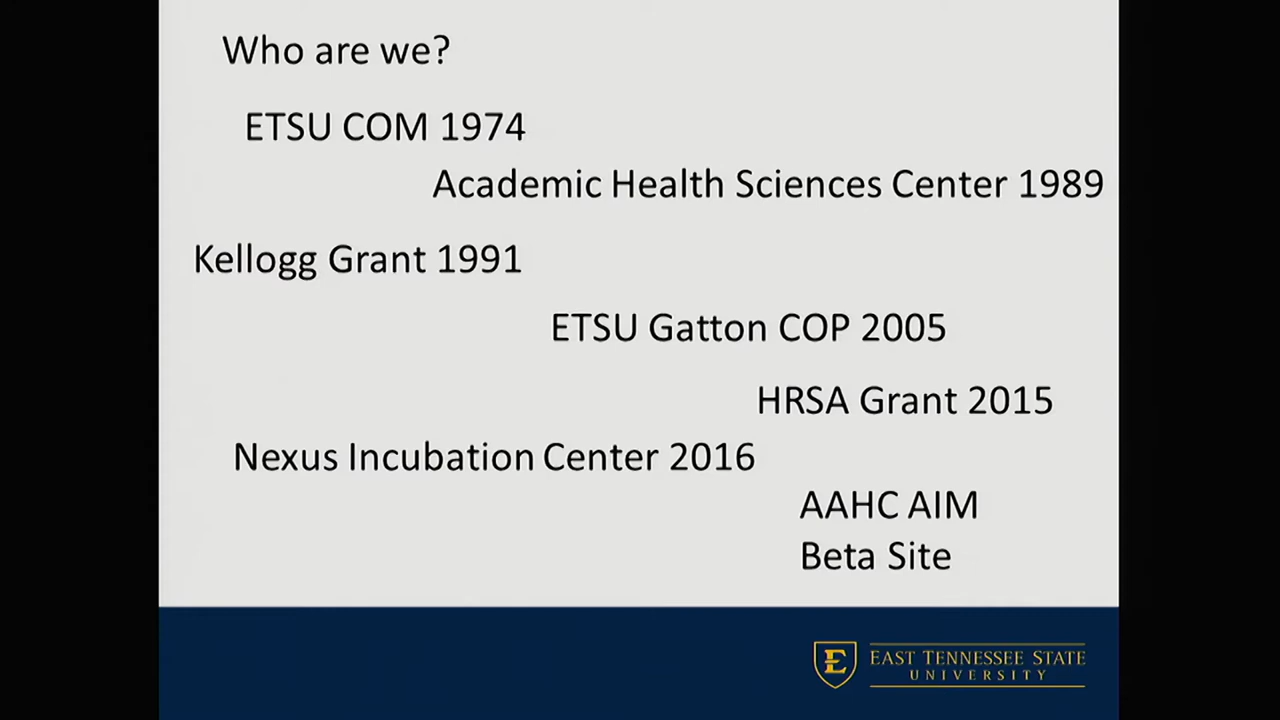 Who are we?
ETSU COM 1974
Academic Health Sciences Center 1989
Kellogg Grant 1991
ETSU Gatton COP 2005
HRSA Grant 2015
Nexus Incubation Center 2016
AAHC AIM
Beta Site
E
EAST TENNESSEE STATE
UNIVERSITY